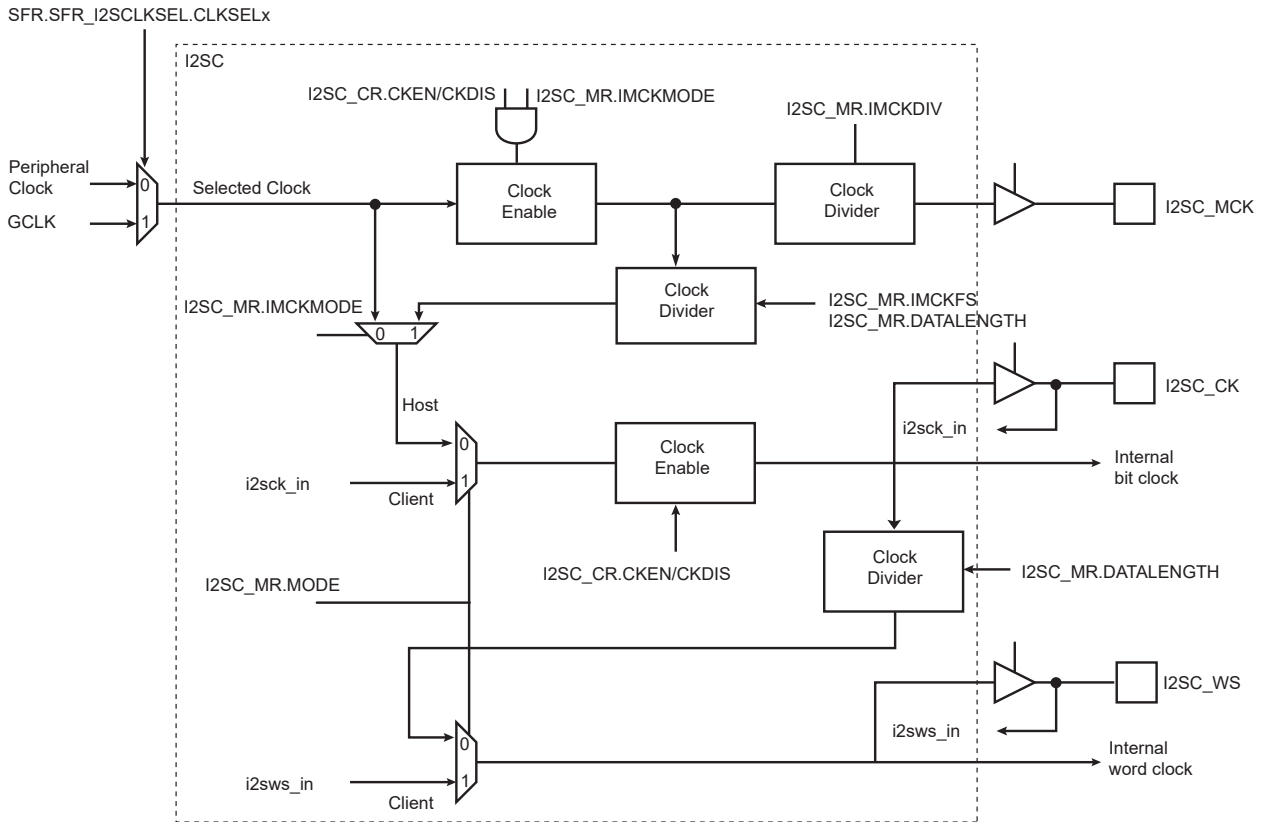 SFR.SFR_I2SCLKSEL.CLKSELx
I2SC
I2SC_CR.CKEN/CKDIS
I2SC_MR.IMCKMODE
I2SC_MR.IMCKDIV
Peripheral
Clock
GCLK
0
1
Selected Clock
Clock
Enable
Clock
Divider
I2SC_MCK
I2SC_MR.IMCKMODE
0
1
Clock
Divider
I2SC_MR.IMCKFS
I2SC_MR.DATALENGTH
I2SC_CK
i2sck_in
Host
0
1
i2sck_in
Client
Clock
Enable
Internal
bit clock
I2SC_CR.CKEN/CKDIS
I2SC_MR.MODE
Clock
Divider
I2SC_MR.DATALENGTH
I2SC_WS
i2sws_in
0
1
i2sws_in
Client
Internal
word clock